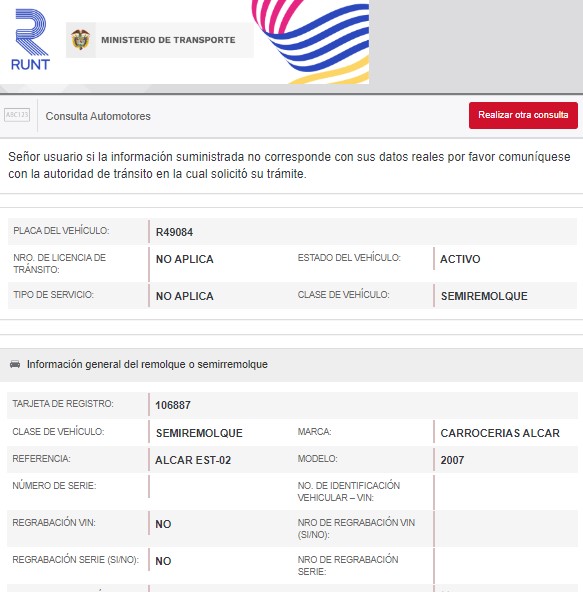 RUNT
MINISTERIO DE TRANSPORTE
ABC123
Consulta Automotores
Realizar otra consulta
Señor usuario si la información suministrada no corresponde con sus datos reales por favor comuníquese
con la autoridad de tránsito en la cual solicitó su trámite.
PLACA DEL VEHÍCULO: R49084
NRO. DE LICENCIA DE
TRÁNSITO: NO APLICA ESTADO DEL VEHÍCULO: ACTIVO
TIPO DE SERVICIO: NO APLICA CLASE DE VEHÍCULO: SEMIREMOLQUE
Información general del remolque o semirremolque
TARJETA DE REGISTRO: 106887
CLASE DE VEHÍCULO: SEMIREMOLQUE MARCA: CARROCERIAS ALCAR
REFERENCIA: ALCAR EST-02 MODELO: 2007
NÚMERO DE SERIE: NO. DE IDENTIFICACIÓN
VEHICULAR – VIN:
REGRABACIÓN VIN: NO NRO DE REGRABACIÓN VIN
(SI/NO):
REGRABACIÓN SERIE (SI/NO): NO NRO DE REGRABACIÓN
SERIE: